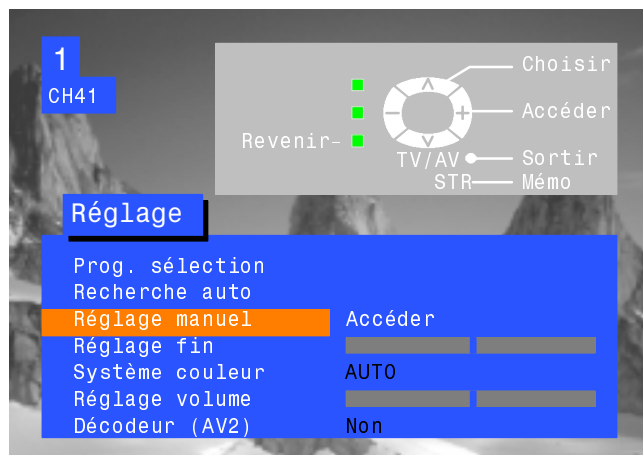 1
CH41
Choisir
Accéder
Revenir-
TV/AV Sortir
STR Mémo
Réglage
Prog. sélection
Recherche auto
Réglage manuel Accéder
Réglage fin
Système couleur AUTO
Réglage volume
Décodeur (AV2) Non